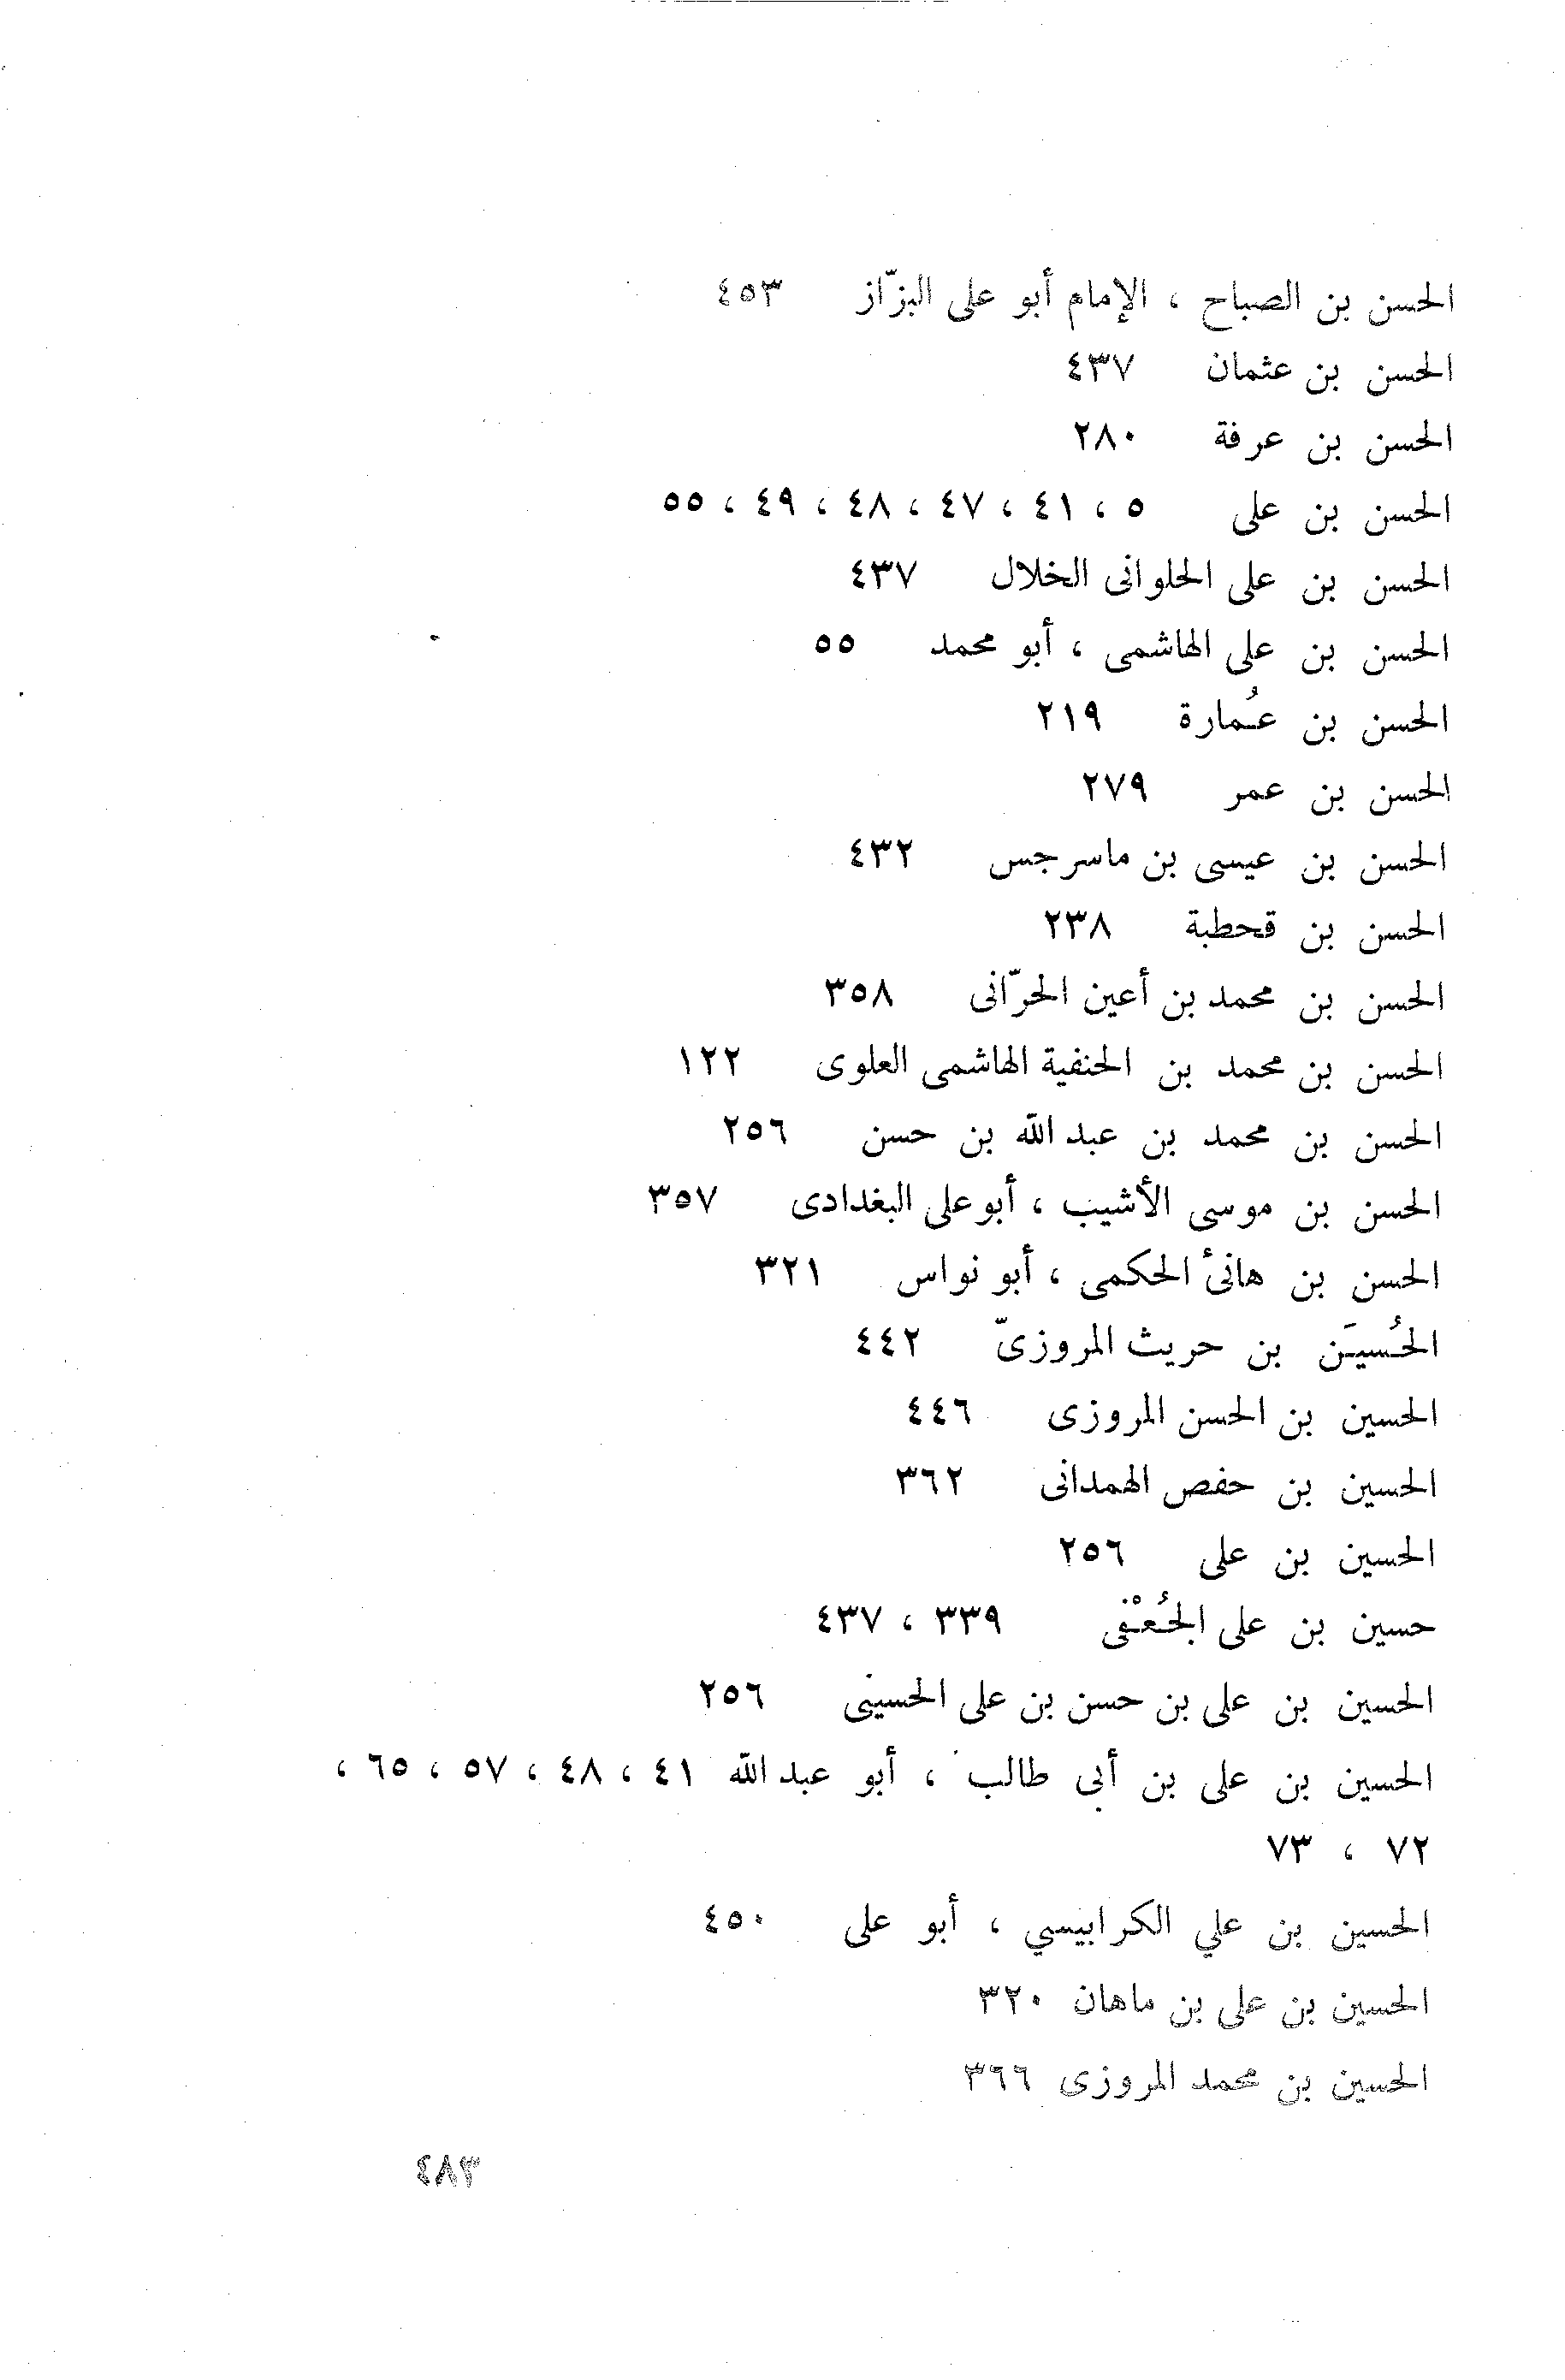 الحسن بن الصباح ، الإمام أبو على البزّاز ٤٥٣
الحسن بن عثمان ٤٣٧
الحسن بن عرفة ٢٨٠
الحسن بن على ٥ ، ٤١ ، ٤٧ ، ٤٨ ، ٤٩ ، ٥٥
الحسن بن على الحلوانى الخلال ٤٣٧
الحسن بن على الهاشمى ، أبو محمد ٥٥
الحسن بن عُمارة ٢١٩
الحسن بن عمر ٢٧٩
الحسن بن عيسى بن ماسرجس ٤٣٢
الحسن بن قحطبة ٢٣٨
الحسن بن محمد بن أعين الحرّانى ٣٥٨
الحسن بن محمد بن الحنفية الهاشمى العلوى ١٢٢
الحسن بن محمد بن عبد الله بن حسن ٢٥٦
الحسن بن موسى الأشيب ، أبو على البغدادى ٣٥٧
الحسن بن هانئ الحكمى ، أبو نواس ٣٢١
الحُسيَن بن حريث المروزىّ ٤٤٢
الحسين بن الحسن المروزى ٤٤٦
الحسين بن حفص الهمدانى ٣٦٢
الحسين بن على ٢٥٦
حسين بن على الجُعْفى ٣٣٩ ، ٤٣٧
الحسين بن على بن حسن بن على الحسينى ٢٥٦
الحسين بن على بن أبى طالب ، أبو عبد الله ٤١ ، ٤٨ ، ٥٧ ، ٦٥ ،
٧٢ ، ٧٣
الحسين بن علي الكرابيسي ، أبو على ٤٥٠
الحسين بن على بن ماهان ٣٢٠
الحسين بن محمد المروزى ٣٦٦
٤٨٣